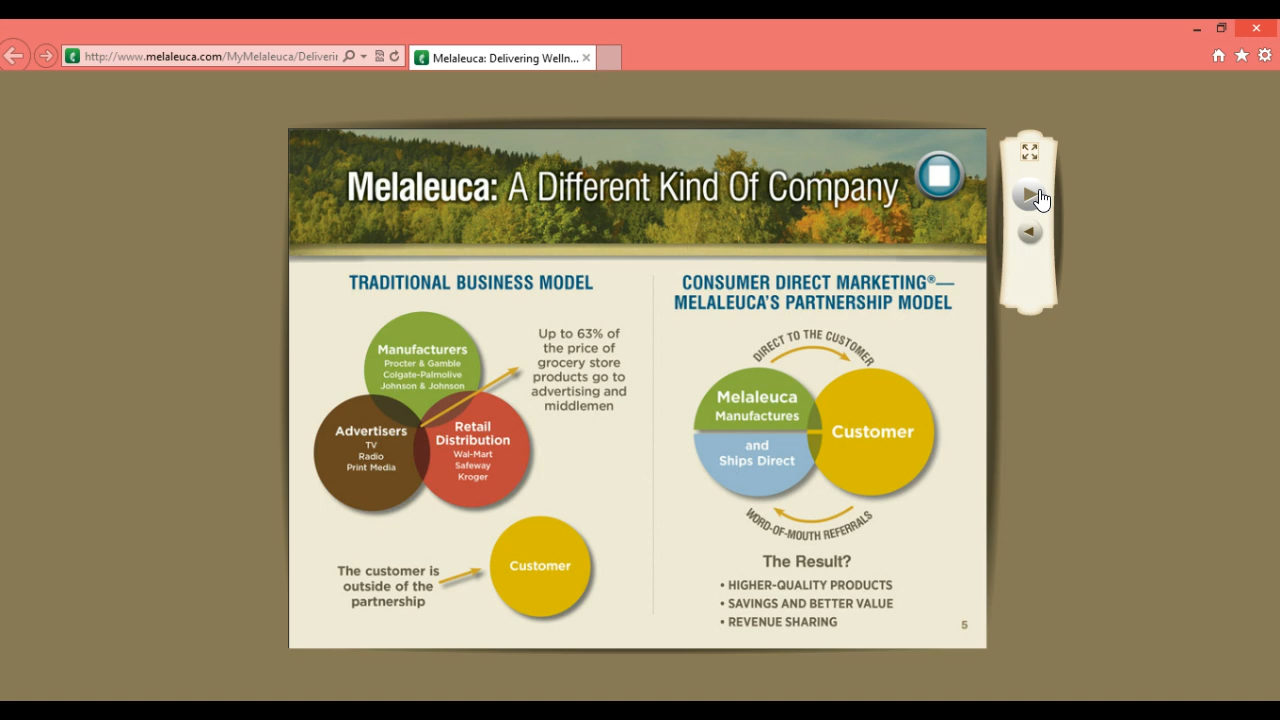 http://www.melaleuca.com/MyMelaleuca/Deliveri
Melaleuca: Delivering Welln...
Melaleuca: A Different Kind Of Company
TRADITIONAL BUSINESS MODEL
Manufacturers
Procter & Gamble
Colgate-Palmolive
Johnson & Johnson
Up to 63% of
the price of
grocery store
products go to
advertising and
middlemen
Advertisers
TV
Radio
Print Media
Retail
Distribution
Wal-Mart
Safeway
Kroger
Customer
The customer is
outside of the
partnership
CONSUMER DIRECT MARKETING®—
MELALEUCA'S PARTNERSHIP MODEL
DIRECT TO THE CUSTOMER
Melaleuca
Manufactures
and
Ships Direct
Customer
WORD-OF-MOUTH REFERRALS
The Result?
• HIGHER-QUALITY PRODUCTS
• SAVINGS AND BETTER VALUE
• REVENUE SHARING
5